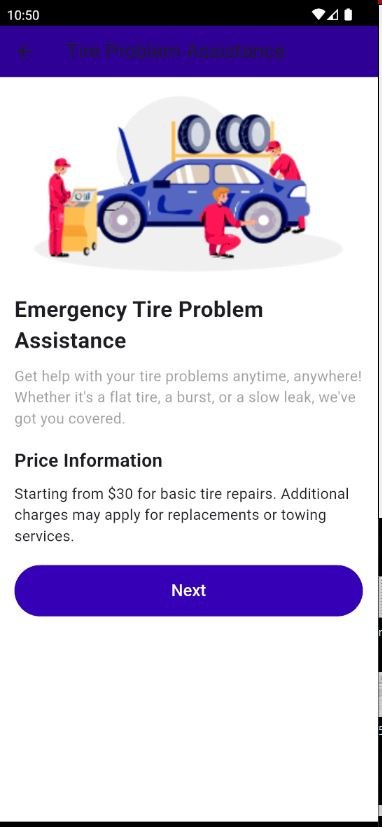 10:50
Tire Problem Assistance
Emergency Tire Problem
Assistance
Get help with your tire problems anytime, anywhere!
Whether it's a flat tire, a burst, or a slow leak, we've
got you covered.
Price Information
Starting from $30 for basic tire repairs. Additional
charges may apply for replacements or towing
services.
Next